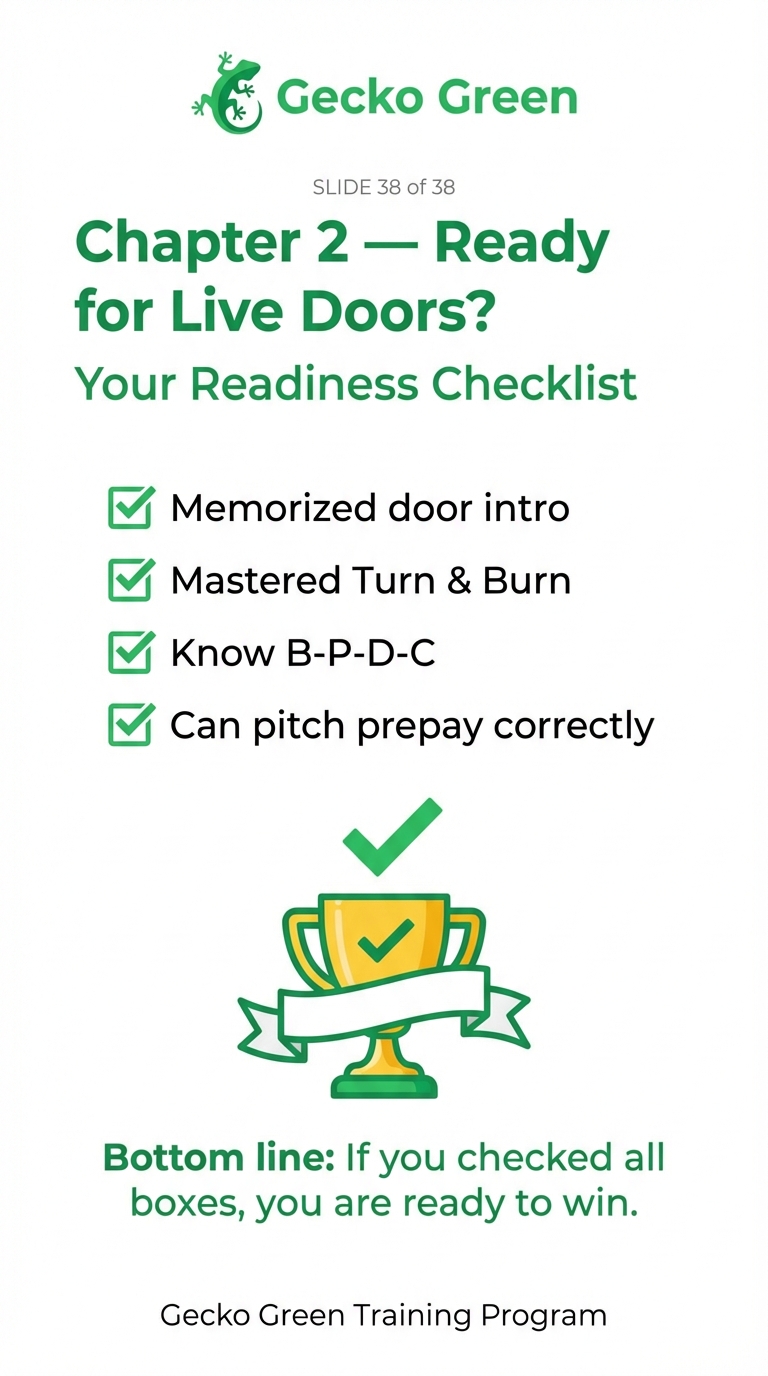 Gecko Green
SLIDE 38 of 38
Chapter 2 — Ready
for Live Doors?
Your Readiness Checklist
Memorized door intro
Mastered Turn & Burn
Know B-P-D-C
Can pitch prepay correctly
Bottom line: If you checked all
boxes, you are ready to win.
Gecko Green Training Program